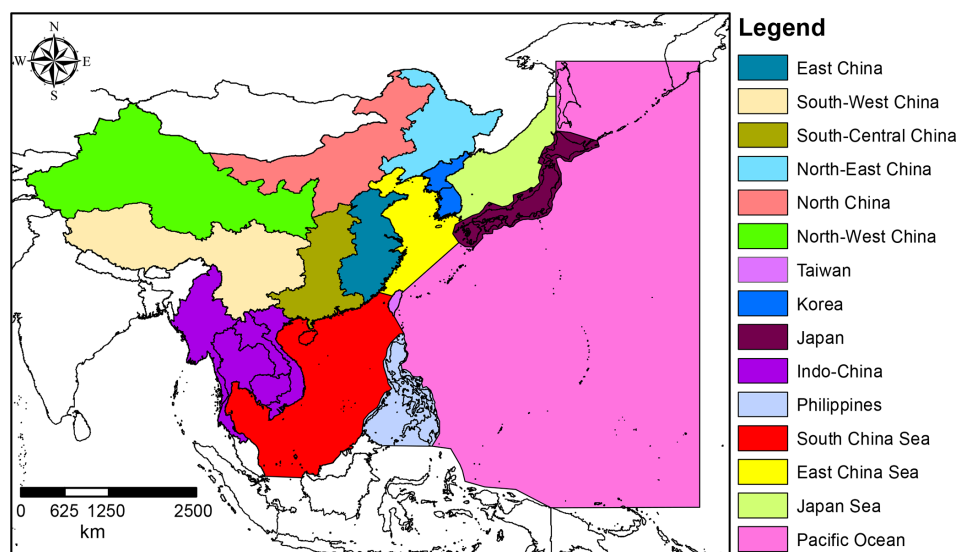 N
W E
S
0 625 1250 2500
km
Legend
East China
South-West China
South-Central China
North-East China
North China
North-West China
Taiwan
Korea
Japan
Indo-China
Philippines
South China Sea
East China Sea
Japan Sea
Pacific Ocean